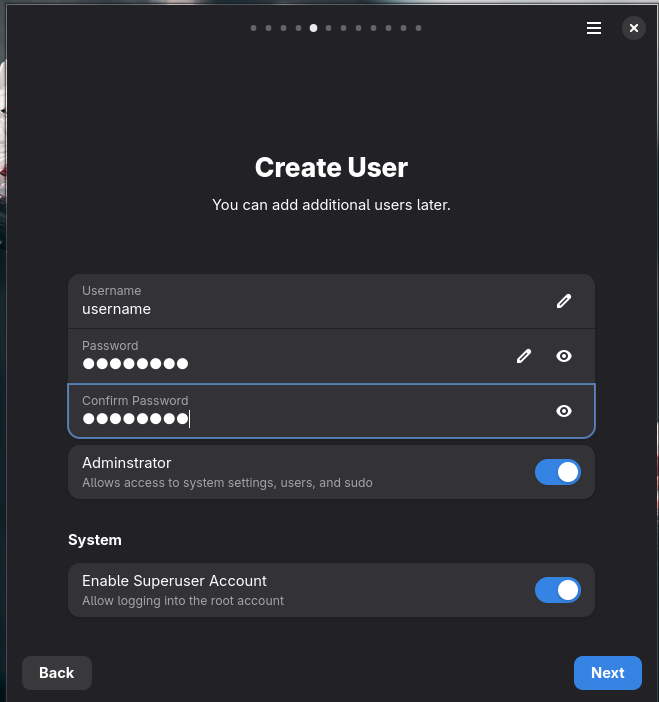 Create User
You can add additional users later.
Username
username
Password
●●●●●●●●
Confirm Password
●●●●●●●●
Adminstrator
Allows access to system settings, users, and sudo
System
Enable Superuser Account
Allow logging into the root account
Back
Next